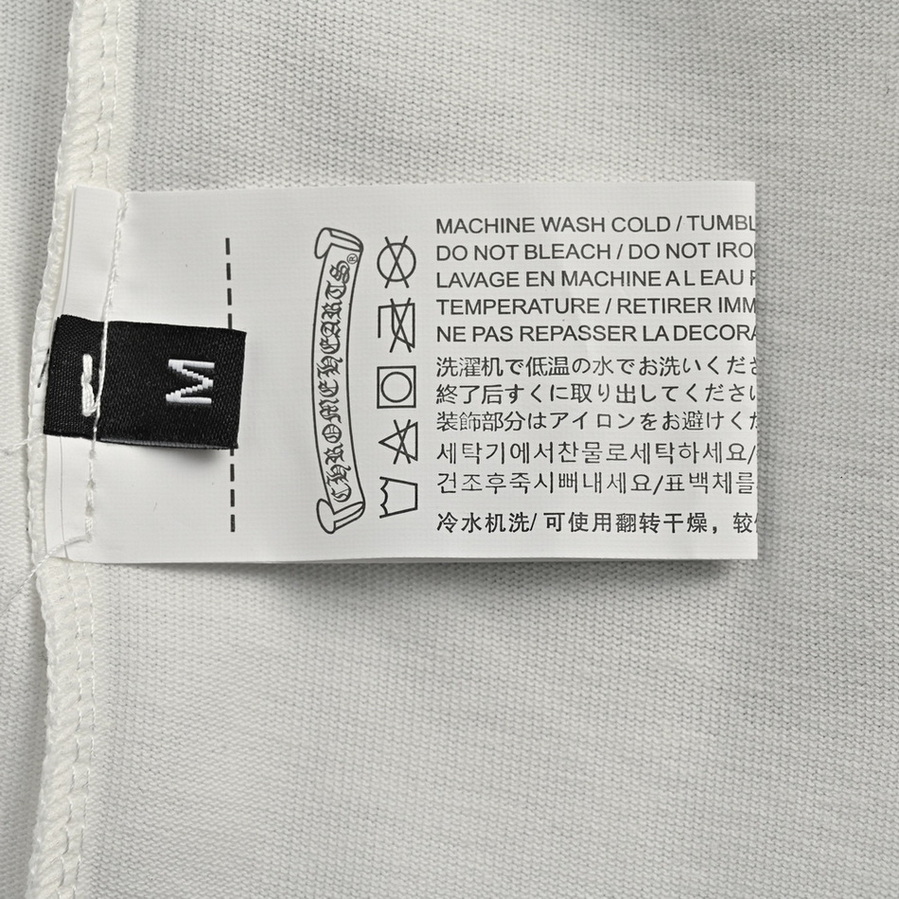 M
CHROME HEARTS®
MACHINE WASH COLD / TUMBL
DO NOT BLEACH / DO NOT IRO
LAVAGE EN MACHINE A L EAU F
TEMPERATURE / RETIRER IMM
NE PAS REPASSER LA DECORA
洗濯机で低温の水でお洗いくださ
終了后すくに取り出してくださ
装飾部分はアイロンをお避けくだ
세탁기에서찬물로세탁하세요/
건조후죽시빼내세요/표백체를
冷水机洗/ 可使用翻转干燥，较